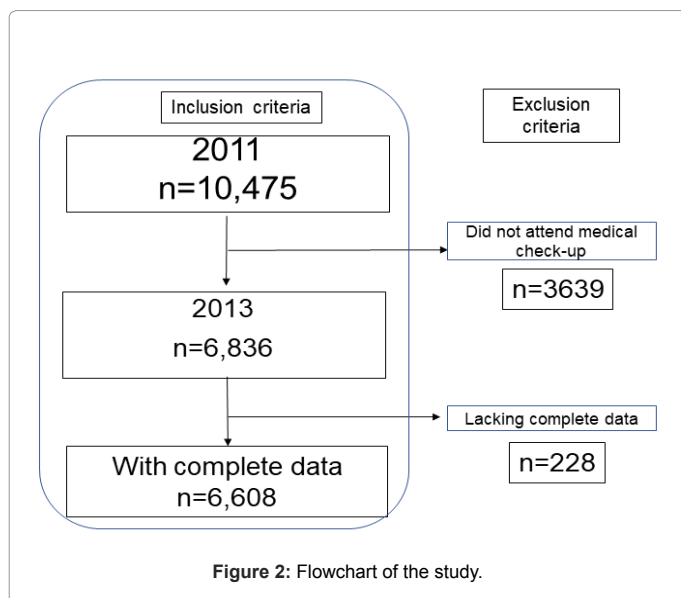 Inclusion criteria
Exclusion
criteria
2011
n=10,475
Did not attend medical
check-up
n=3639
2013
n=6,836
Lacking complete data
n=228
With complete data
n=6,608
Figure 2: Flowchart of the study.